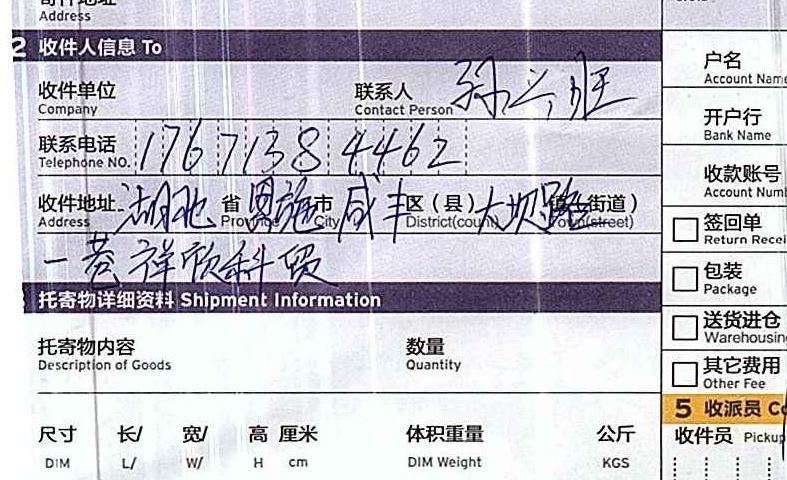 寄件地址
Address
2 收件人信息 To
收件单位
Company
联系人
Contact Person
联系电话 17671384462
Telephone NO.
收件地址 湖北 省 恩施 市 咸丰 区(县) 大坝路 镇(街道)
Address Province City District(county) Town(street)
一巷祥顺科贸
托寄物详细资料 Shipment Information
托寄物内容
Description of Goods
数量
Quantity
尺寸 长/ 宽/ 高 厘米
DIM L/ W/ H cm
体积重量
DIM Weight
公斤
KGS
户名
Account Name
开户行
Bank Name
收款账号
Account Num
签回单
Return Recei
包装
Package
送货进仓
Warehousing
其它费用
Other Fee
5 收派员 Co
收件员 Pickup